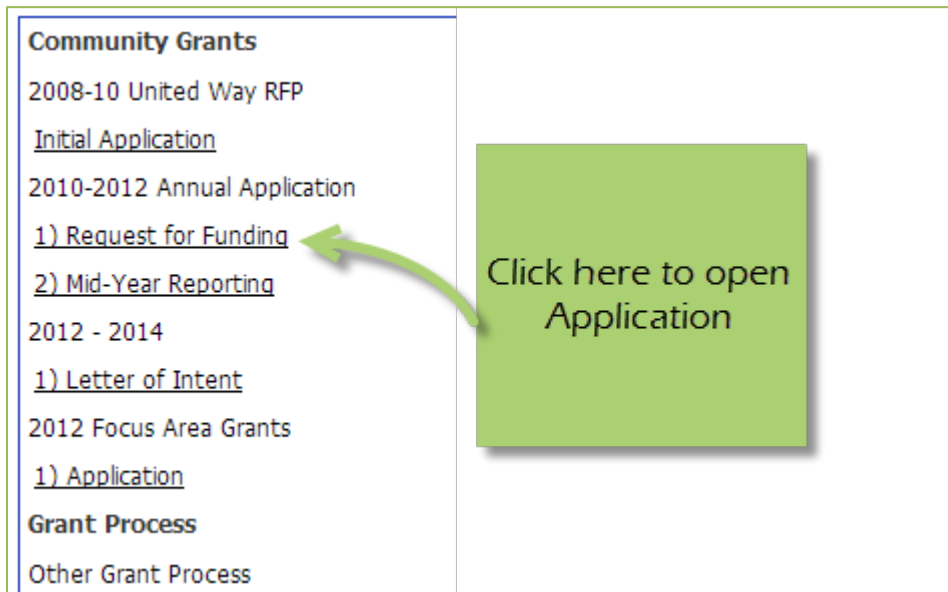 Community Grants
2008-10 United Way RFP
Initial Application
2010-2012 Annual Application
1) Request for Funding
2) Mid-Year Reporting
2012 - 2014
1) Letter of Intent
2012 Focus Area Grants
1) Application
Grant Process
Other Grant Process
Click here to open
Application